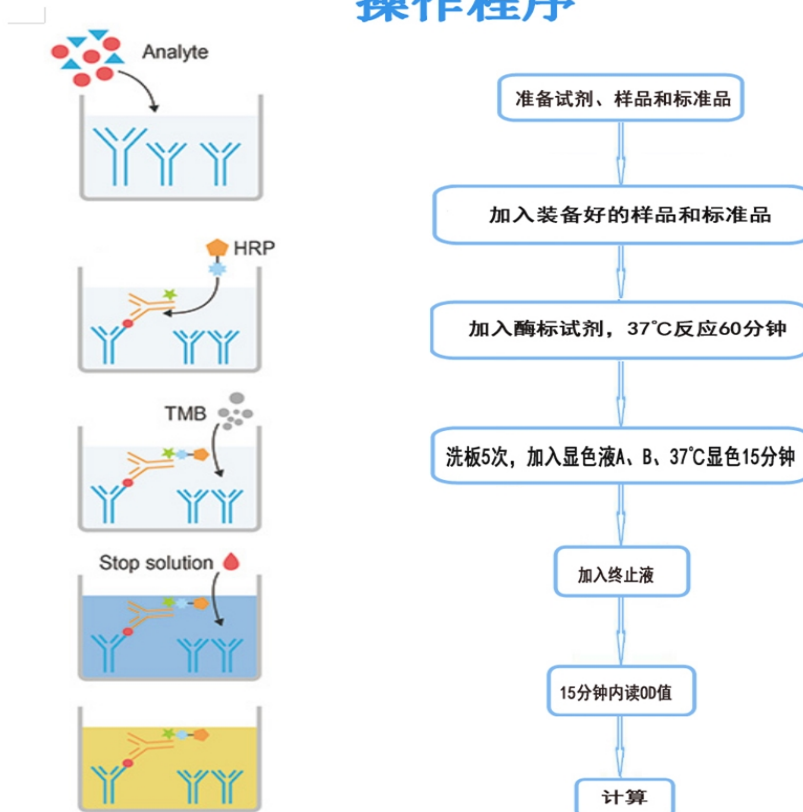 操作程序
Analyte
HRP
TMB
Stop solution
准备试剂、样品和标准品
加入装备好的样品和标准品
加入酶标试剂，37℃反应60分钟
洗板5次，加入显色液A、B、37℃显色15分钟
加入终止液
15分钟内读OD值
计算